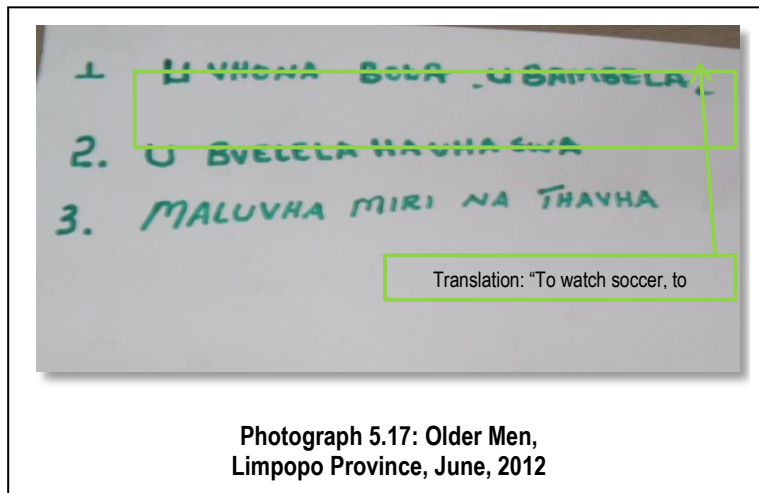 1 U VHONA BOLA - U BAMBELA -
2. U BVELELA HA VHASWA
3. MALUVHA MIRI NA THAVHA
Translation: “To watch soccer, to
Photograph 5.17: Older Men,
Limpopo Province, June, 2012